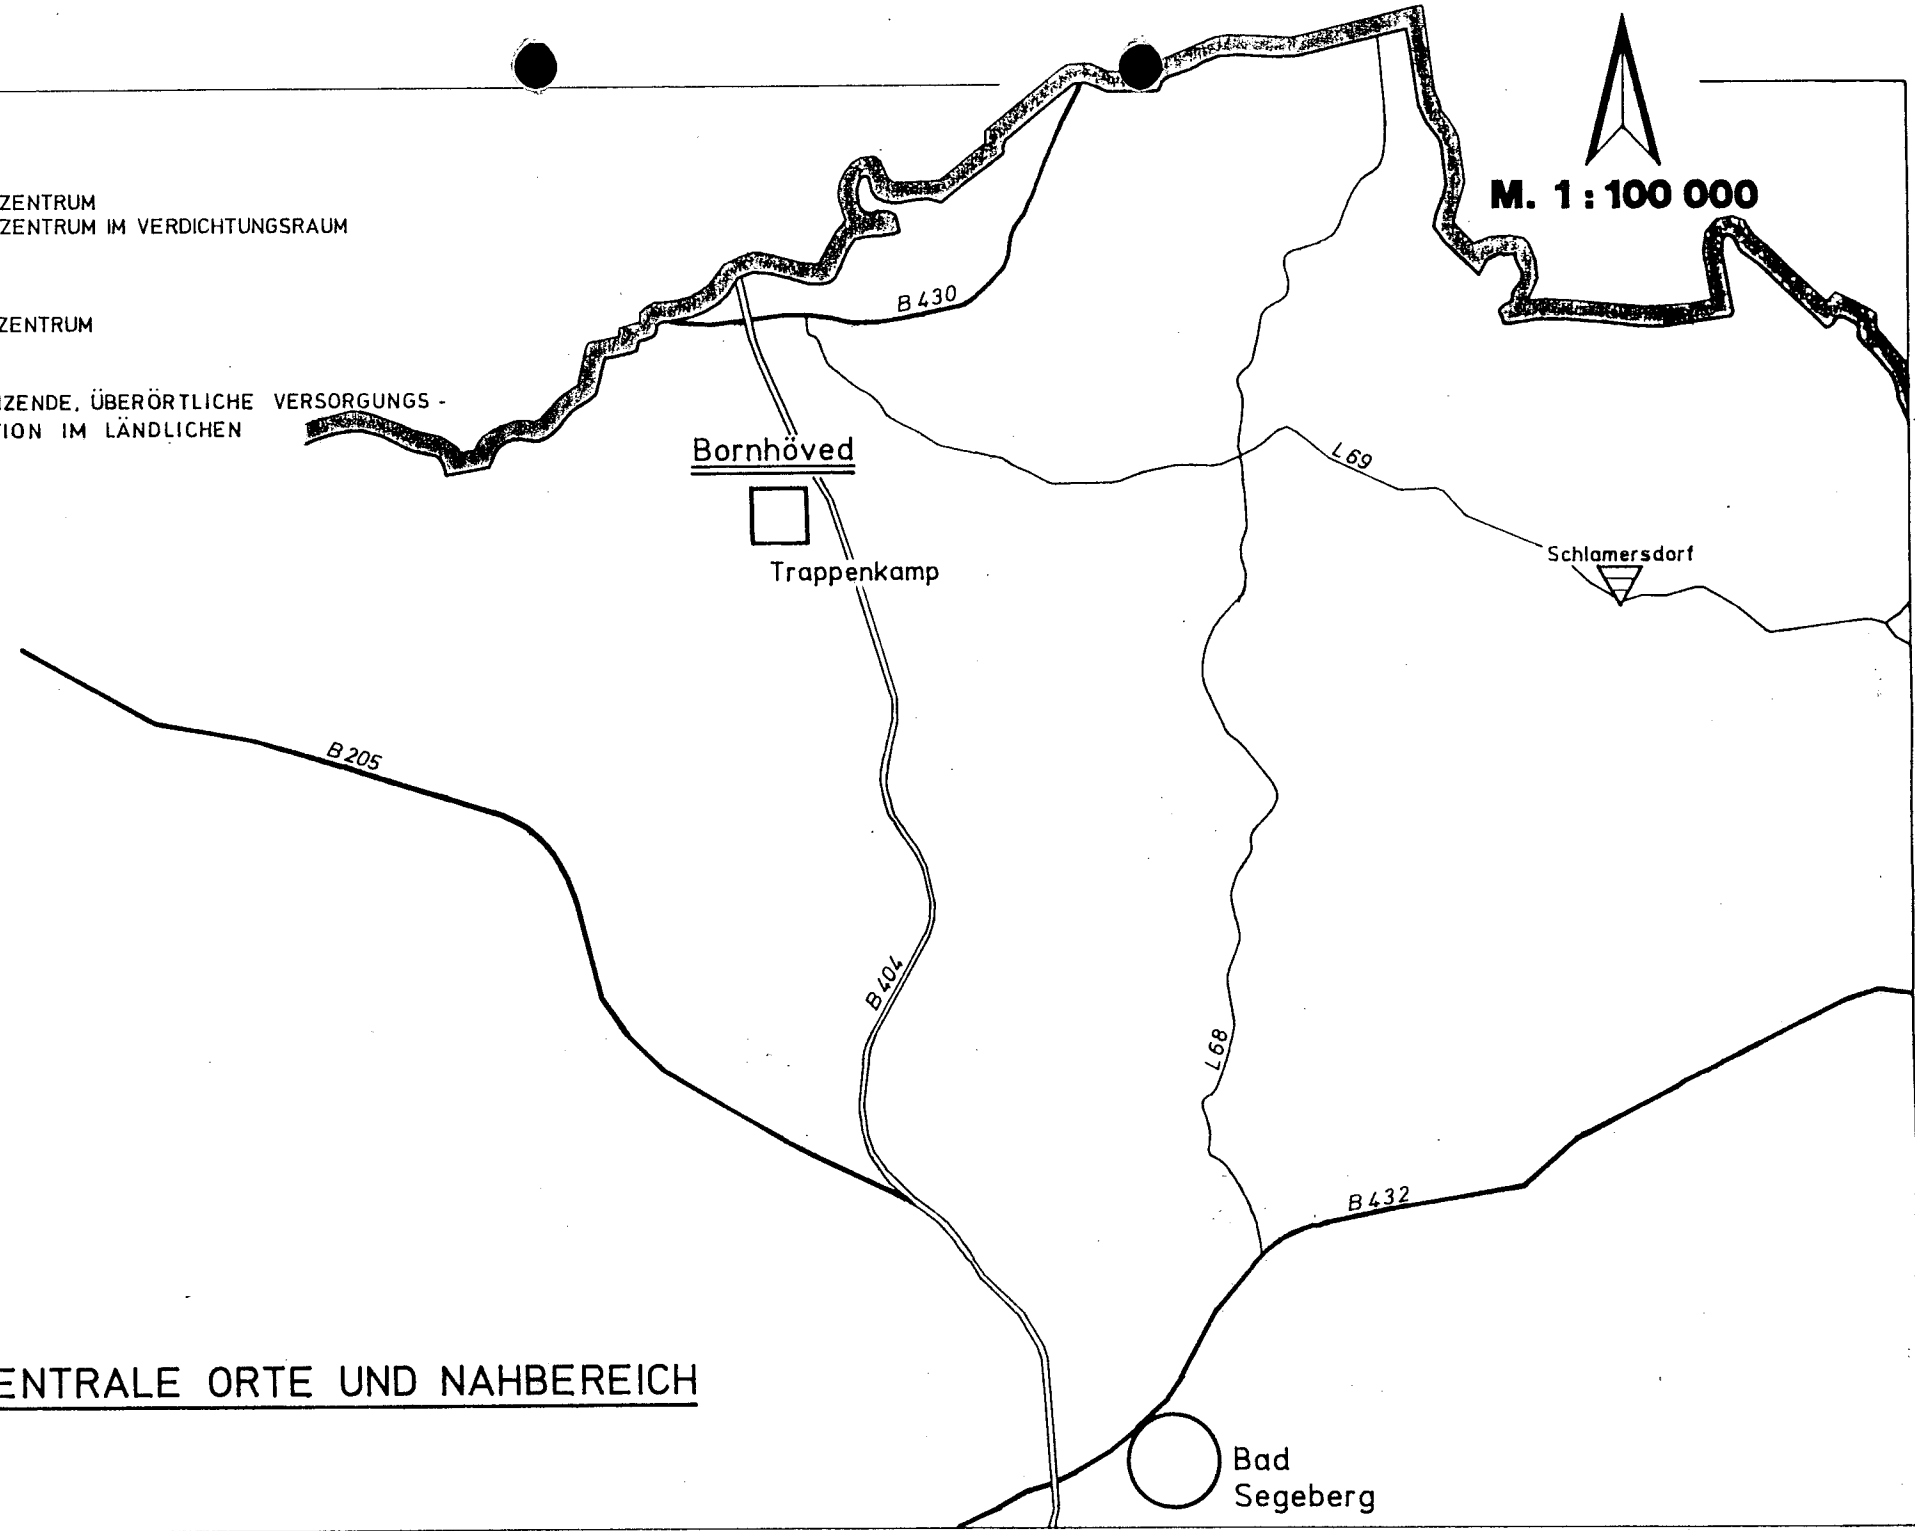 M. 1 : 100 000
ZENTRUM
ZENTRUM IM VERDICHTUNGSRAUM
B 430
ZENTRUM
ZENDE, ÜBERÖRTLICHE VERSORGUNGS -
ION IM LÄNDLICHEN
Bornhöved
L 69
Schlamersdorf
Trappenkamp
B 205
B 404
L 68
B 432
ENTRALE ORTE UND NAHBEREICH
Bad
Segeberg